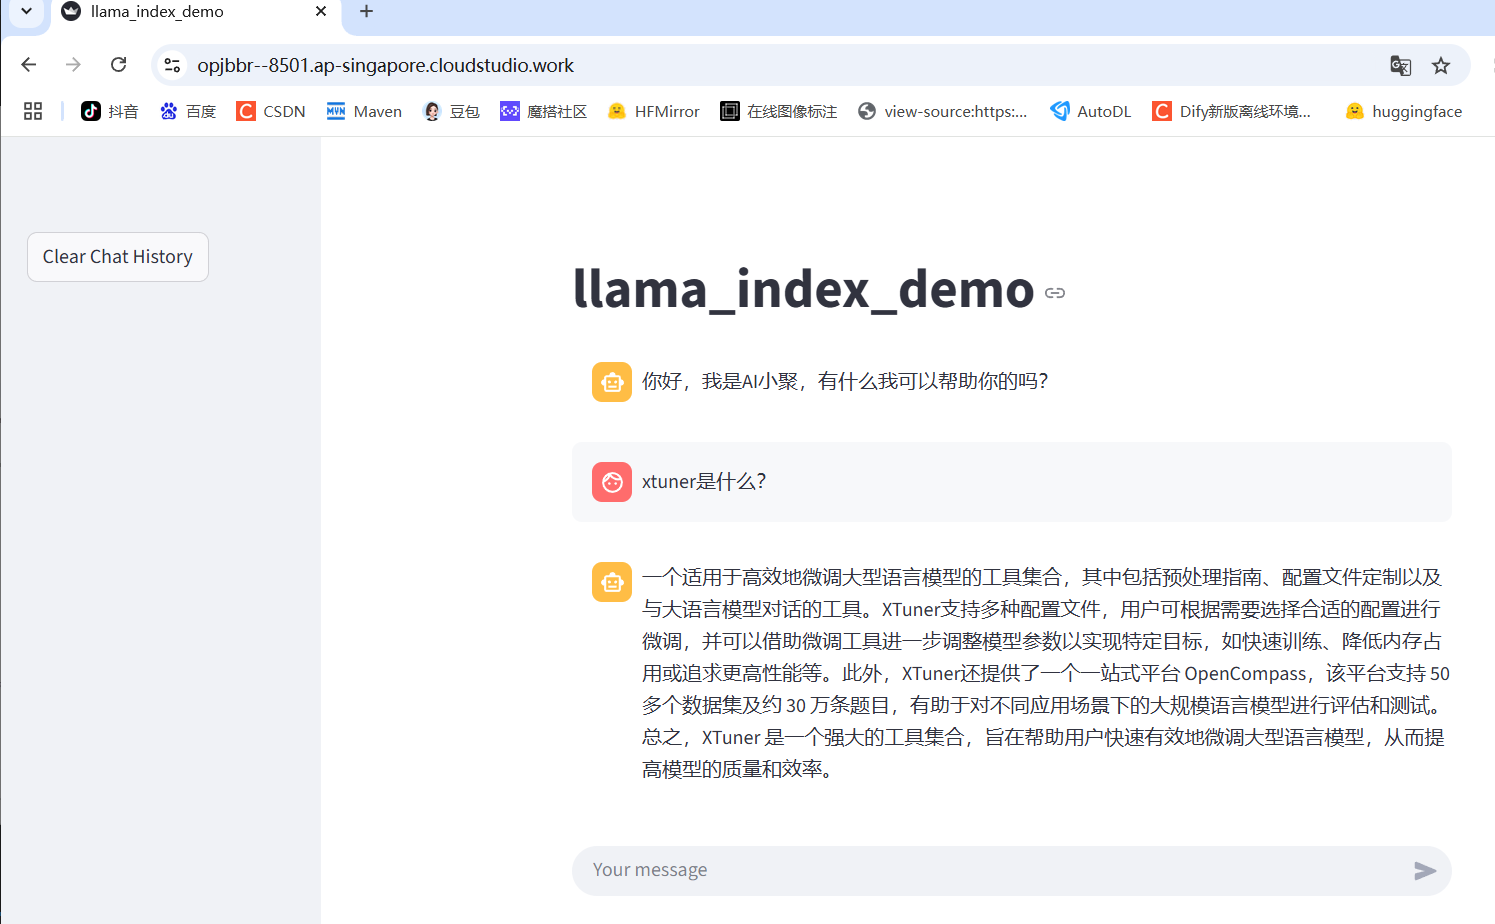 llama_index_demo
opjbbr--8501.ap-singapore.cloudstudio.work
抖音 百度 CSDN Maven 豆包 魔搭社区 HFMirror 在线图像标注 view-source:https:... AutoDL Dify新版离线环境... huggingface
Clear Chat History
llama_index_demo
你好，我是AI小聚，有什么我可以帮助你的吗？
xtuner是什么？
一个适用于高效地微调大型语言模型的工具集合，其中包括预处理指南、配置文件定制以及
与大语言模型对话的工具。XTuner支持多种配置文件，用户可根据需要选择合适的配置进行
微调，并可以借助微调工具进一步调整模型参数以实现特定目标，如快速训练、降低内存占
用或追求更高性能等。此外，XTuner还提供了一个一站式平台 OpenCompass，该平台支持 50
多个数据集及约 30 万条题目，有助于对不同应用场景下的大规模语言模型进行评估和测试。
总之，XTuner 是一个强大的工具集合，旨在帮助用户快速有效地微调大型语言模型，从而提
高模型的质量和效率。
Your message